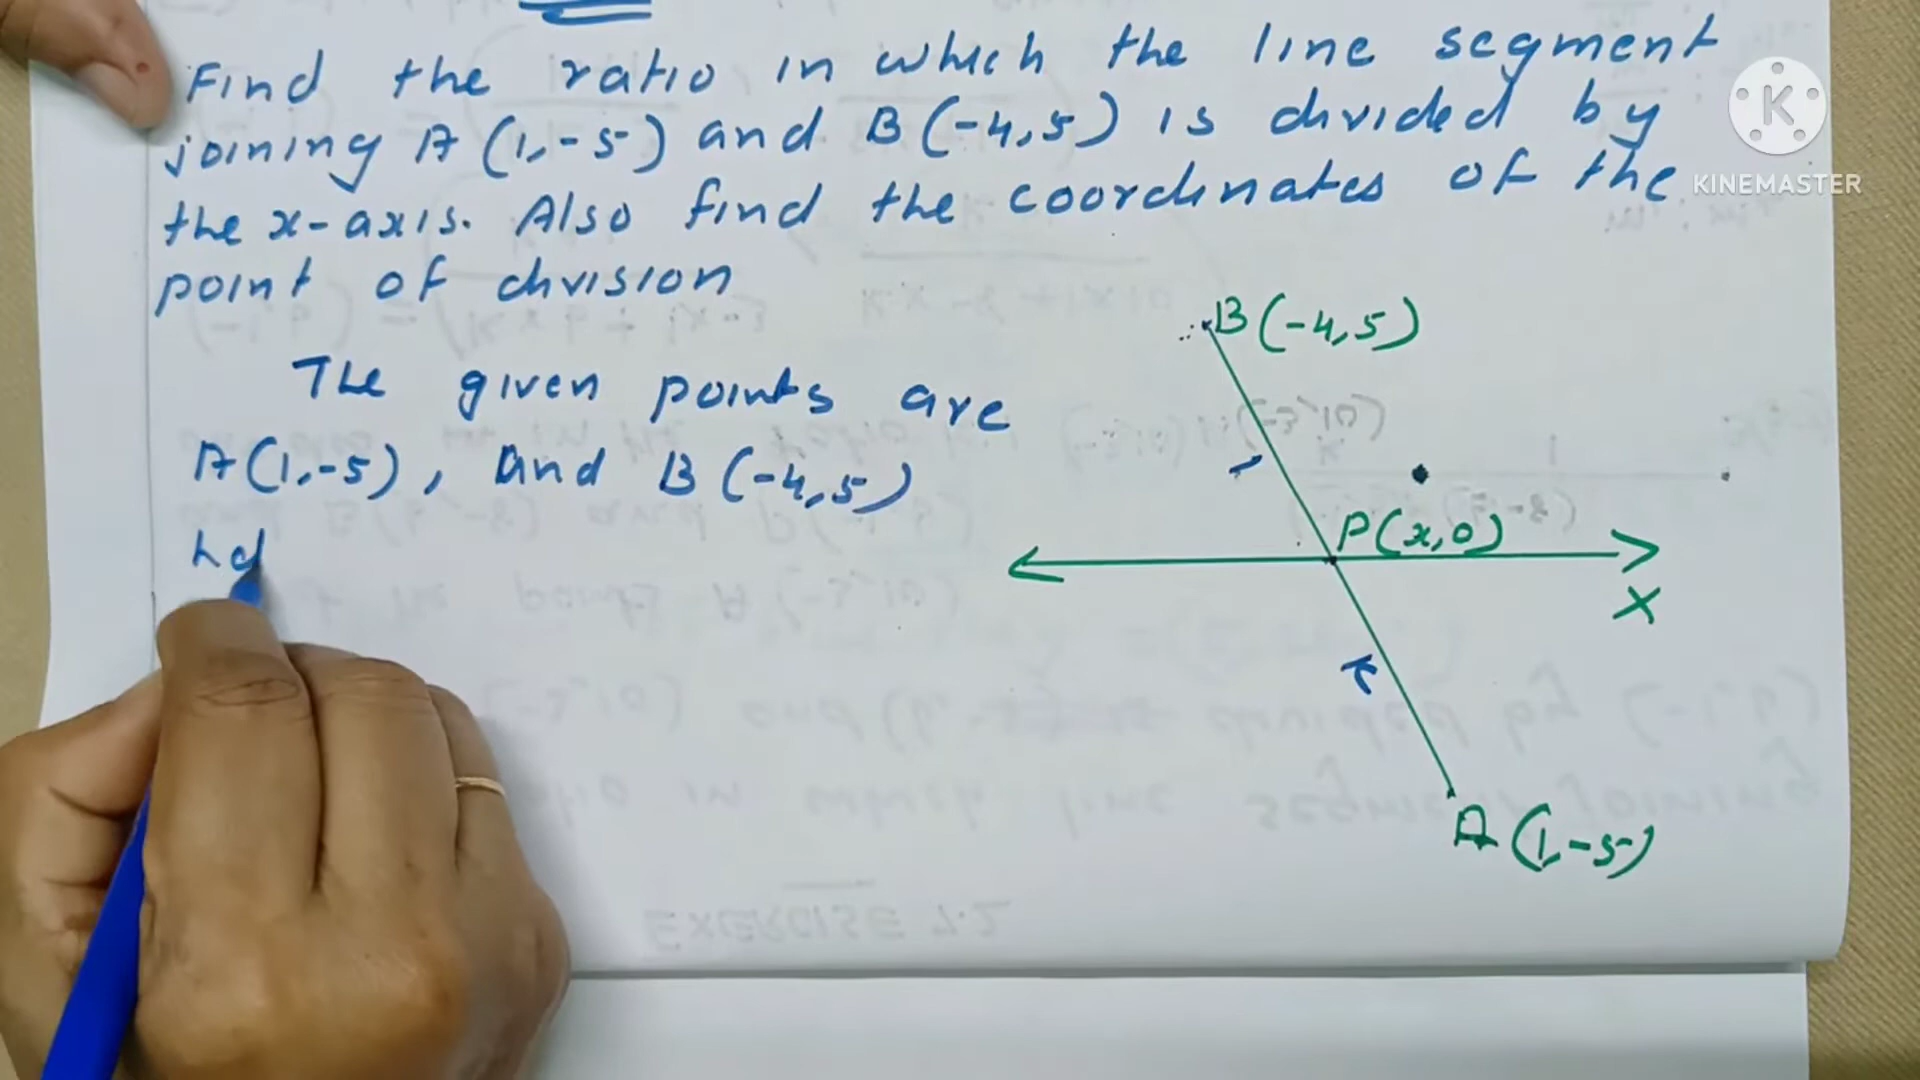 Find the ratio in which the line segment
joining A (1,-5) and B (-4,5) is divided by
the x-axis. Also find the coordinates of the
point of division
The given points are
A(1,-5), and B (-4,5)
B(-4,5)
P(x,0)
X
A (1,-5)
K
KINEMASTER